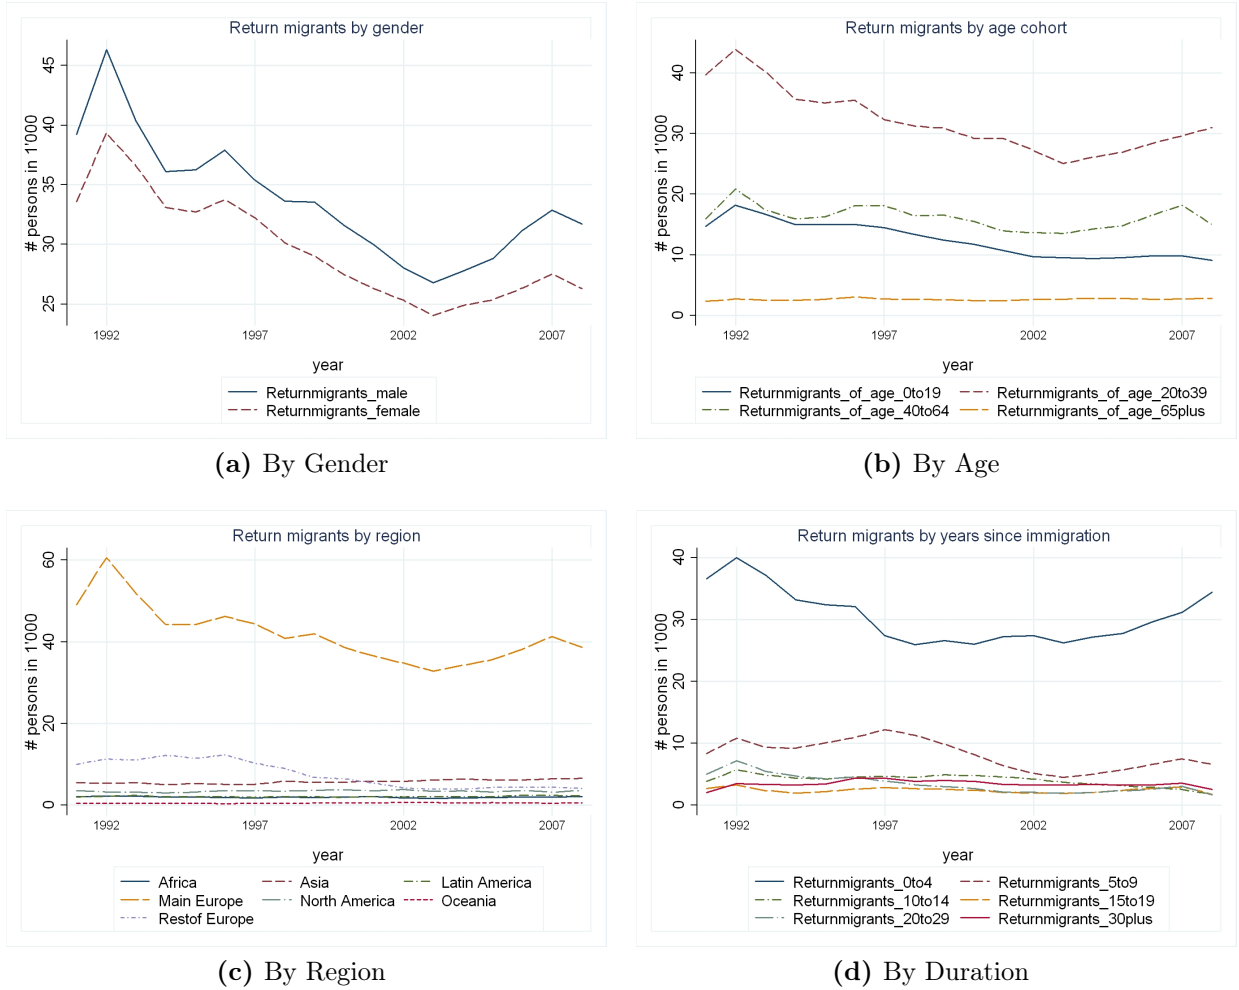 Return migrants by gender
# persons in 1'000
45
40
35
30
25
1992 1997 2002 2007
year
Returnmigrants_male
Returnmigrants_female
(a) By Gender
Return migrants by age cohort
# persons in 1'000
40
30
20
10
0
1992 1997 2002 2007
year
Returnmigrants_of_age_0to19 Returnmigrants_of_age_20to39
Returnmigrants_of_age_40to64 Returnmigrants_of_age_65plus
(b) By Age
Return migrants by region
# persons in 1'000
60
40
20
0
1992 1997 2002 2007
year
Africa Asia Latin America
Main Europe North America Oceania
Restof Europe
(c) By Region
Return migrants by years since immigration
# persons in 1'000
40
30
20
10
0
1992 1997 2002 2007
year
Returnmigrants_0to4 Returnmigrants_5to9
Returnmigrants_10to14 Returnmigrants_15to19
Returnmigrants_20to29 Returnmigrants_30plus
(d) By Duration